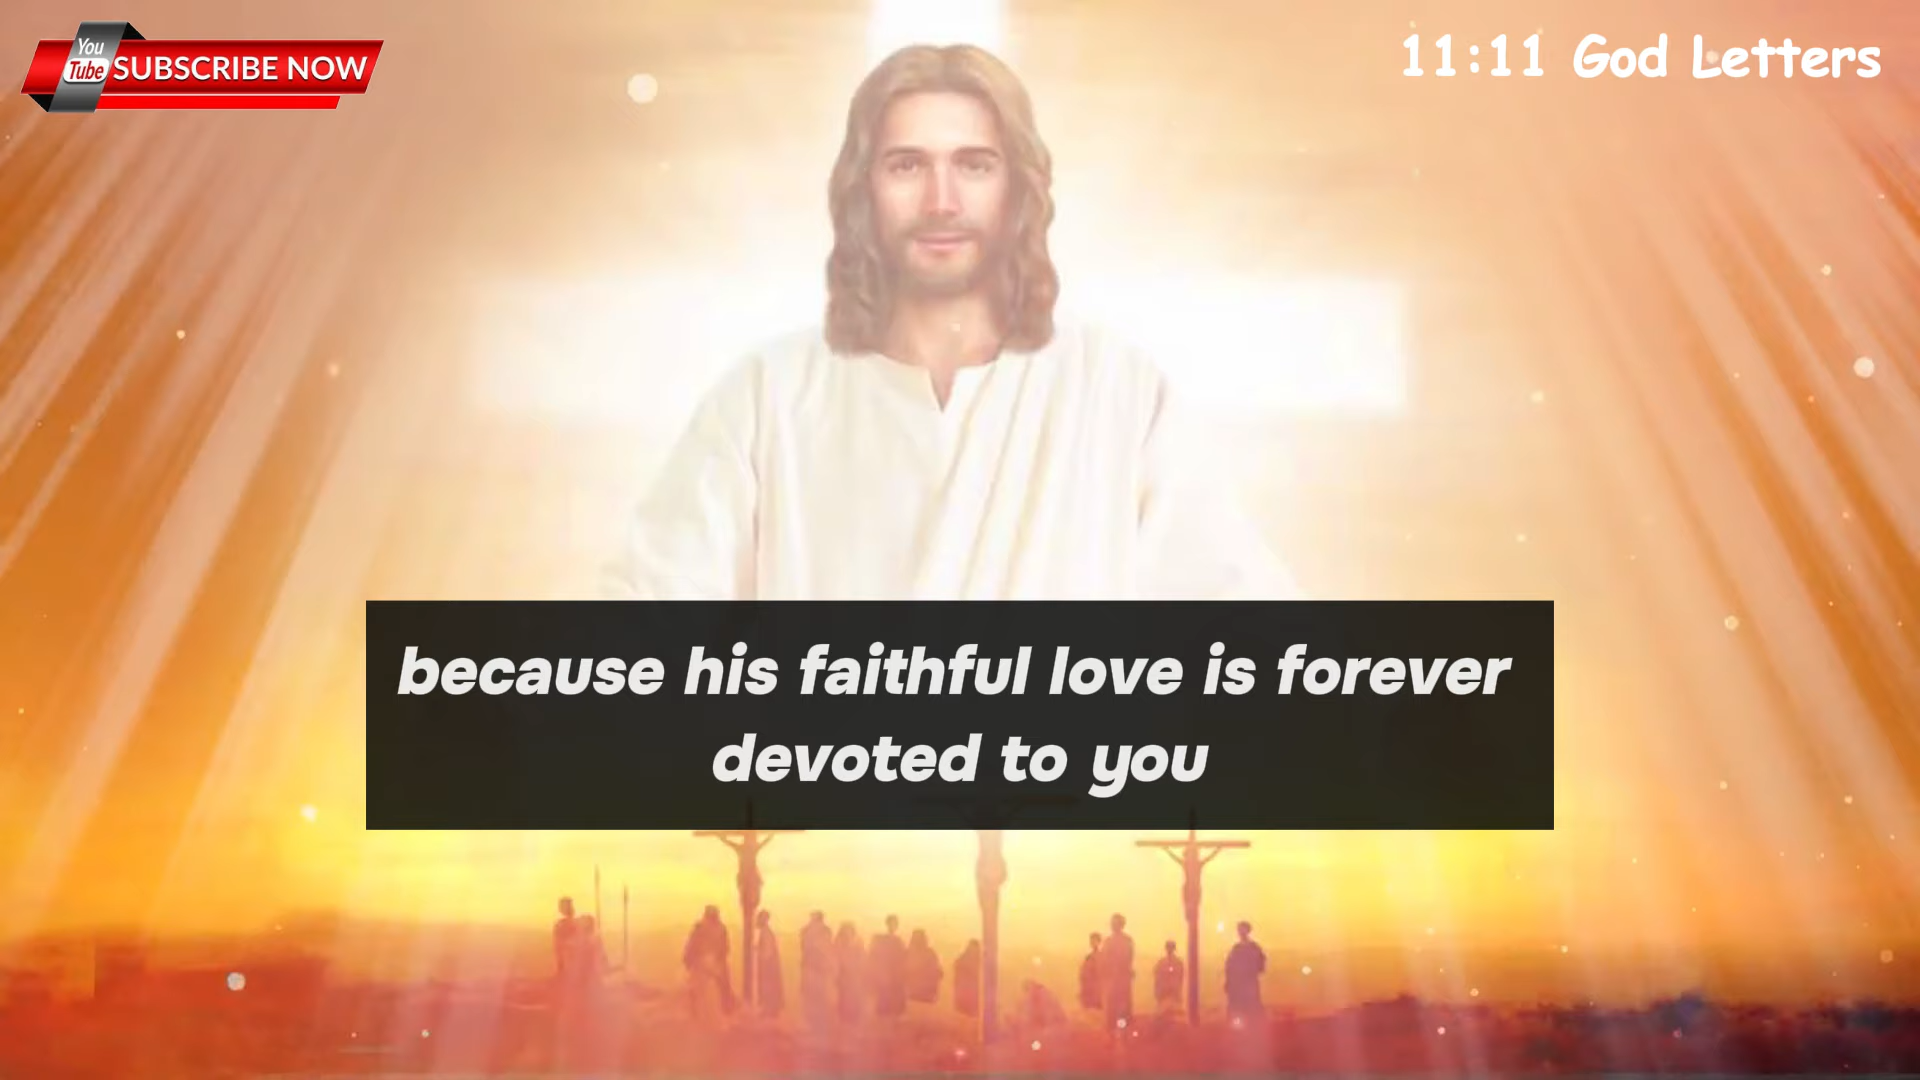 You
Tube SUBSCRIBE NOW
11:11 God Letters
because his faithful love is forever
devoted to you